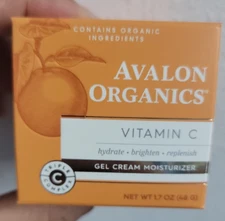 CONTAINS ORGANIC
INGREDIENTS
AVALON
ORGANICS
VITAMIN C
hydrate • brighten • replenish
GEL CREAM MOISTURIZER
C
NET WT 1.7 OZ (48 G)